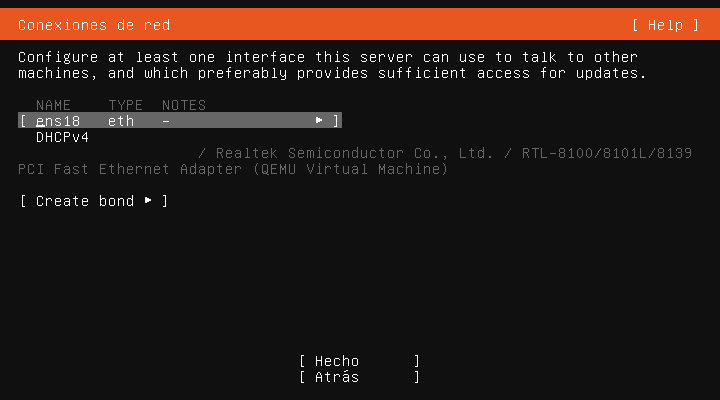 Conexiones de red [ Help ]
Configure at least one interface this server can use to talk to other
machines, and which preferably provides sufficient access for updates.
NAME TYPE NOTES
[ ens18 eth - ▸ ]
DHCPv4
/ Realtek Semiconductor Co., Ltd. / RTL-8100/8101L/8139
PCI Fast Ethernet Adapter (QEMU Virtual Machine)
[ Create bond ▸ ]
[ Hecho ]
[ Atrás ]